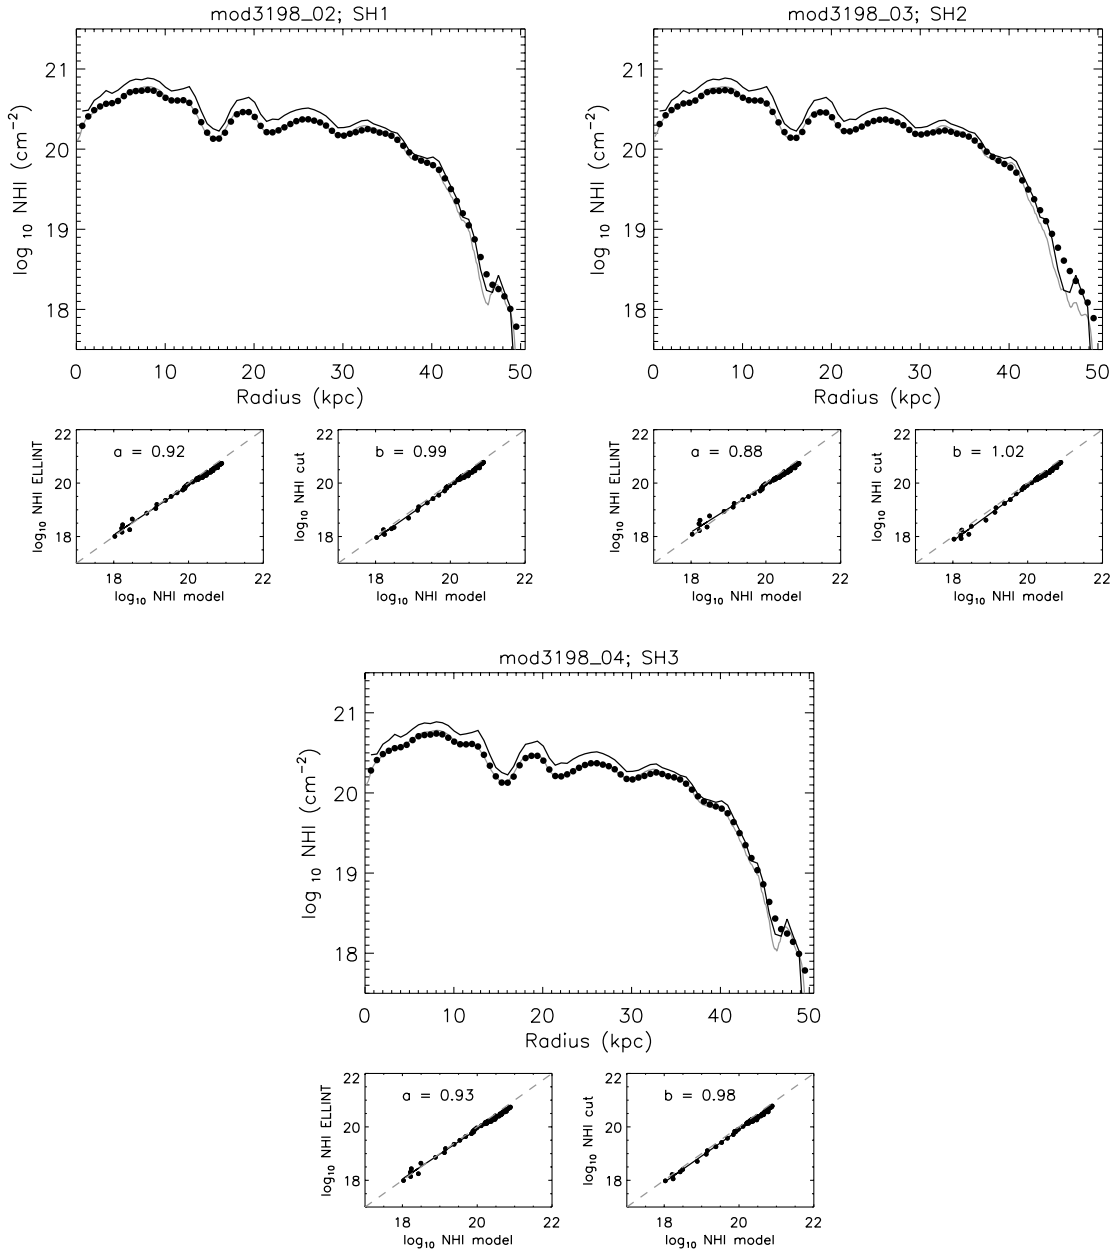 mod3198_02; SH1
log 10 NHI (cm−2)
21
20
19
18
0 10 20 30 40 50
Radius (kpc)
mod3198_03; SH2
log 10 NHI (cm−2)
21
20
19
18
0 10 20 30 40 50
Radius (kpc)
log10 NHI ELLINT
22
20
18
a = 0.92
18 20 22
log10 NHI model
log10 NHI cut
22
20
18
b = 0.99
18 20 22
log10 NHI model
log10 NHI ELLINT
22
20
18
a = 0.88
18 20 22
log10 NHI model
log10 NHI cut
22
20
18
b = 1.02
18 20 22
log10 NHI model
mod3198_04; SH3
log 10 NHI (cm−2)
21
20
19
18
0 10 20 30 40 50
Radius (kpc)
log10 NHI ELLINT
22
20
18
a = 0.93
18 20 22
log10 NHI model
log10 NHI cut
22
20
18
b = 0.98
18 20 22
log10 NHI model